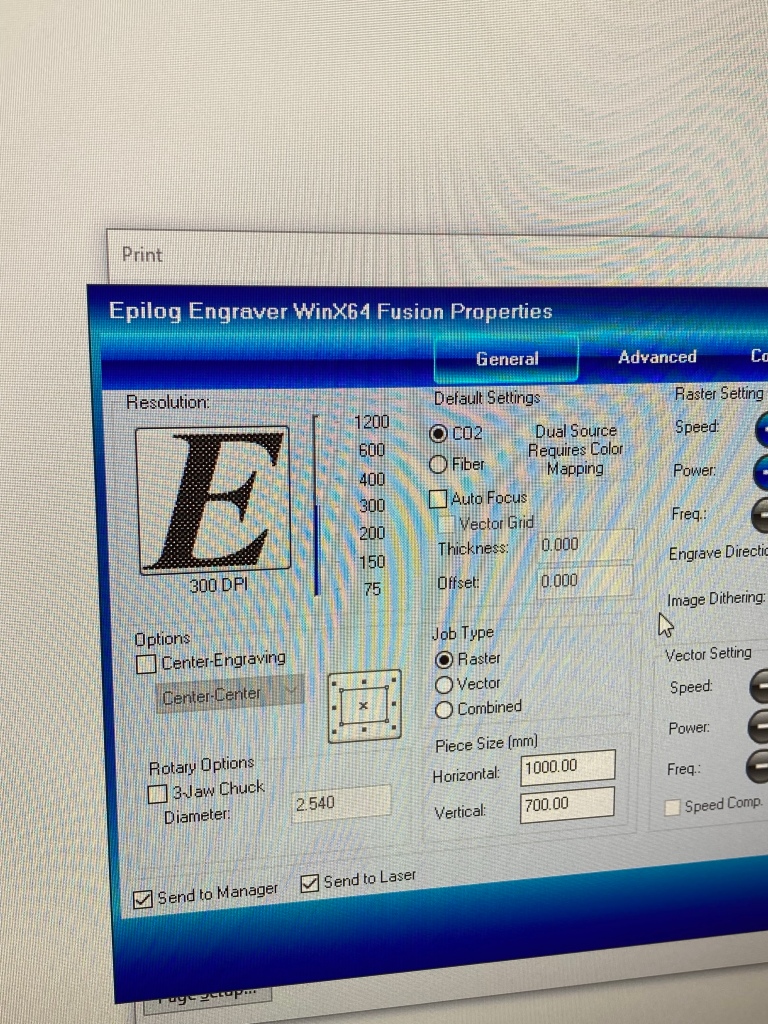 Print
Epilog Engraver WinX64 Fusion Properties
General
Advanced
Co
Resolution:
E
300 DPI
1200
600
400
300
200
150
75
Default Settings
CO2
Fiber
Dual Source
Requires Color
Mapping
Auto Focus
Vector Grid
Thickness: 0.000
Offset: 0.000
Raster Setting
Speed:
Power:
Freq.:
Engrave Directio
Image Dithering:
Options
Center-Engraving
Center-Center
Job Type
Raster
Vector
Combined
Vector Setting
Speed:
Power:
Freq.:
Speed Comp.
Rotary Options
3-Jaw Chuck
Diameter: 2.540
Piece Size (mm)
Horizontal: 1000.00
Vertical: 700.00
Send to Manager
Send to Laser
Page Setup...